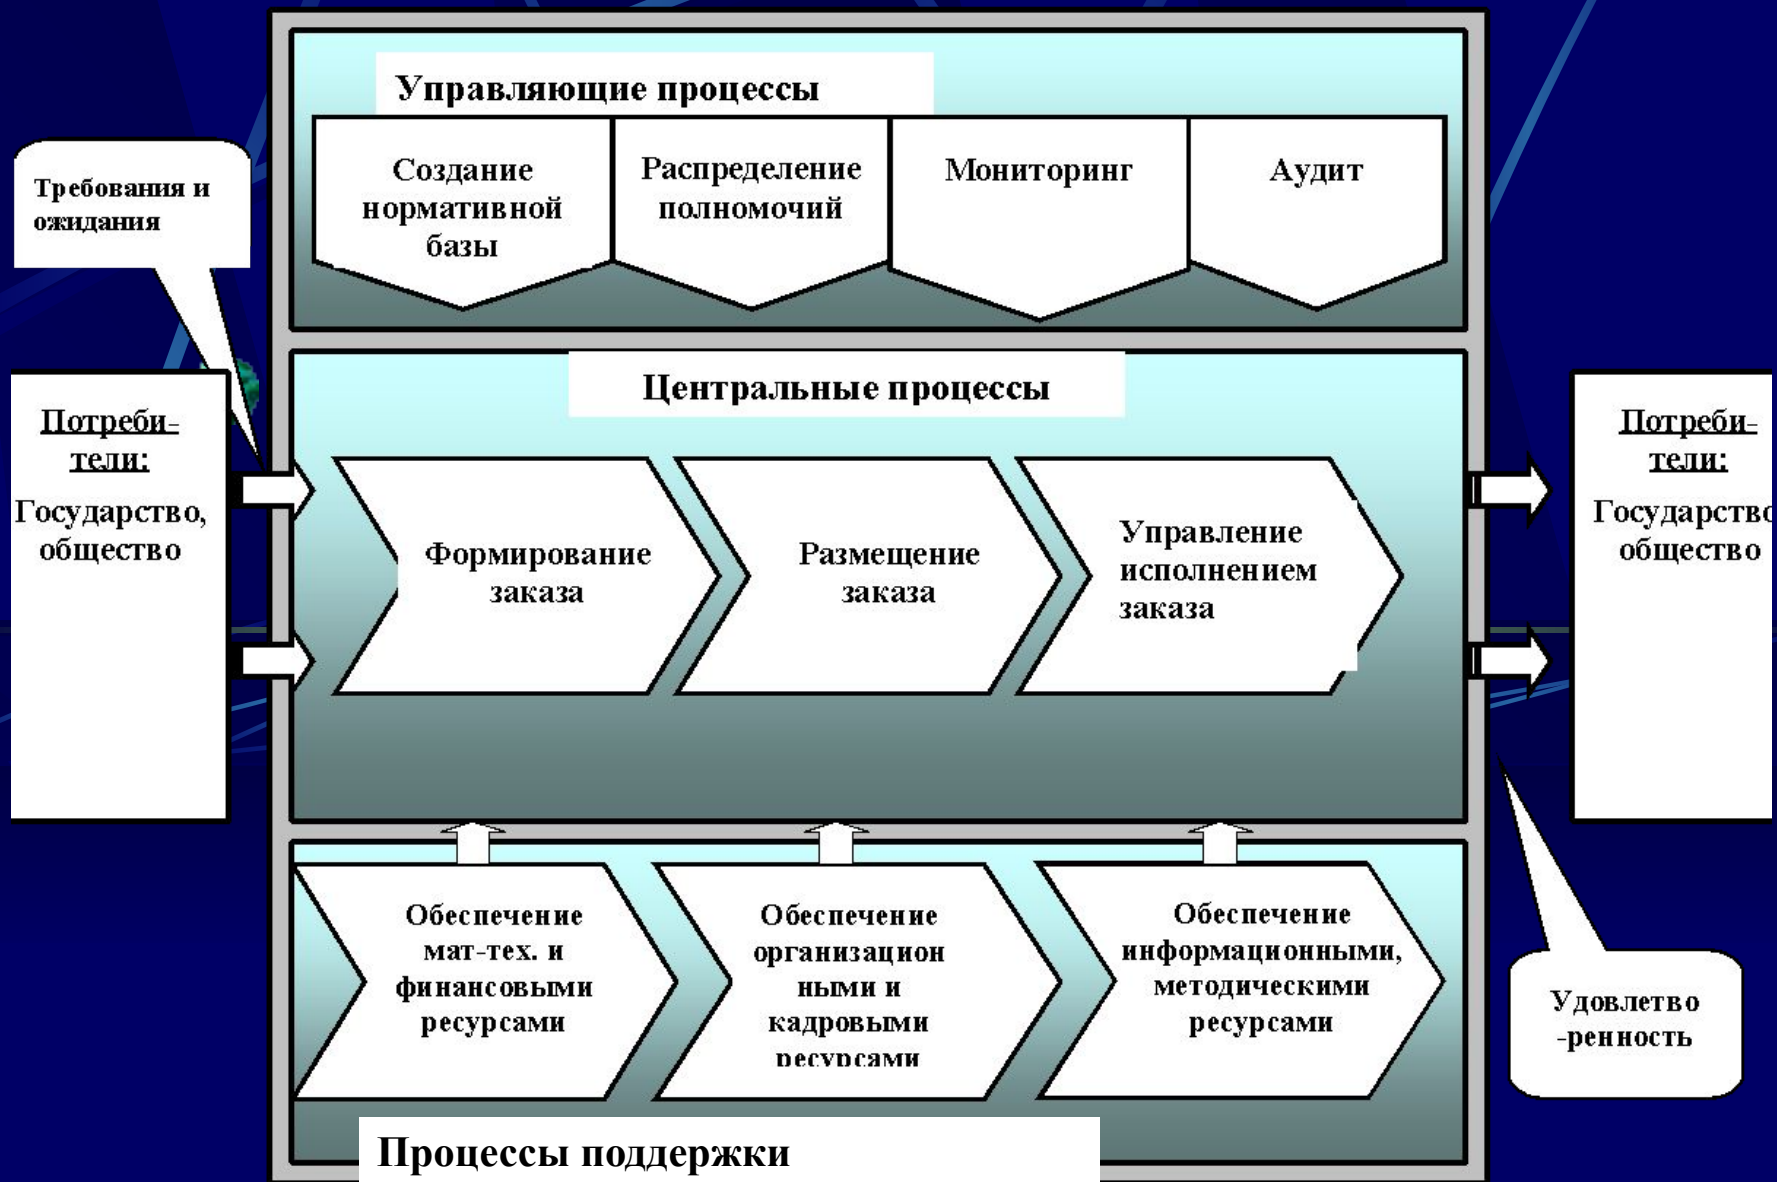 Управляющие процессы
Создание
нормативной
базы
Распределение
полномочий
Мониторинг
Аудит
Требования и
ожидания
Потреби-
тели:
Государство,
общество
Центральные процессы
Формирование
заказа
Размещение
заказа
Управление
исполнением
заказа
Потреби-
тели:
Государство
общество
Обеспечение
мат-тех. и
финансовыми
ресурсами
Обеспечение
организацион
ными и
кадровыми
ресурсами
Обеспечение
информационными,
методическими
ресурсами
Удовлетво
-ренность
Процессы поддержки